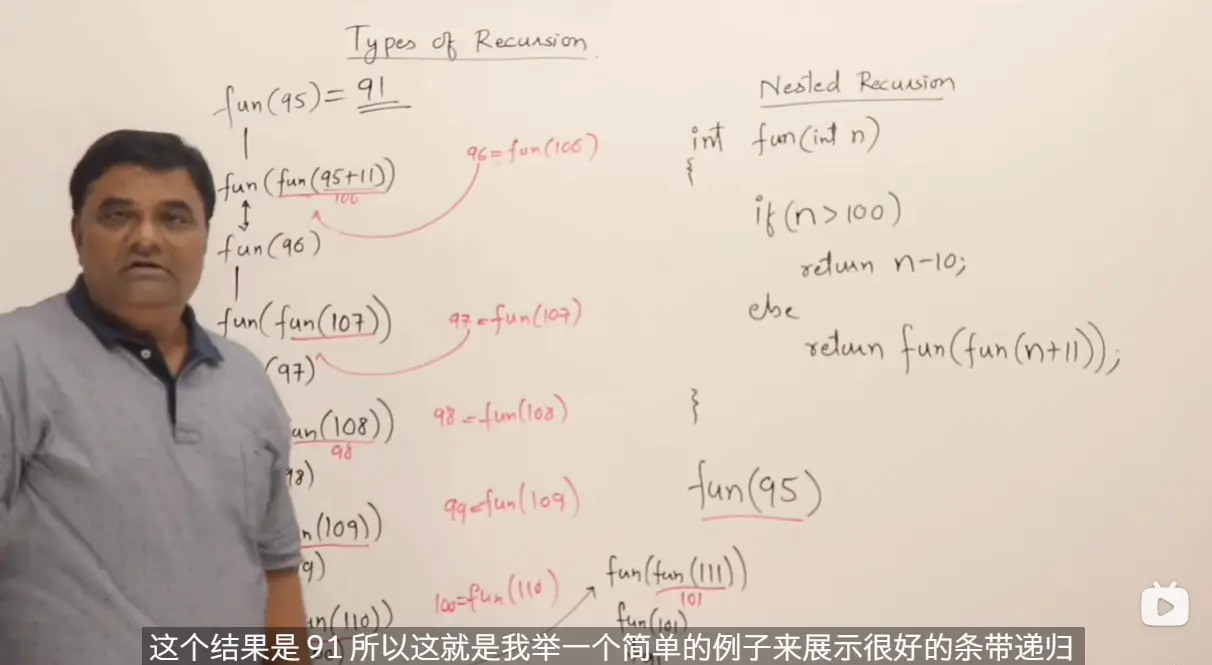 Types of Recursion
fun(95)= 91
fun(fun(95+11))
106
96=fun(106)
fun(96)
fun(fun(107))
97=fun(107)
(97)
an(108))
98
98=fun(108)
98)
n(109))
99=fun(109)
9)
un(110))
100=fun(110)
fun(fun(111))
101
fun(101)
Nested Recursion
int fun(int n)
{
if(n>100)
return n-10;
else
return fun(fun(n+11));
}
fun(95)
这个结果是 91 所以这就是我举一个简单的例子来展示很好的条带递归